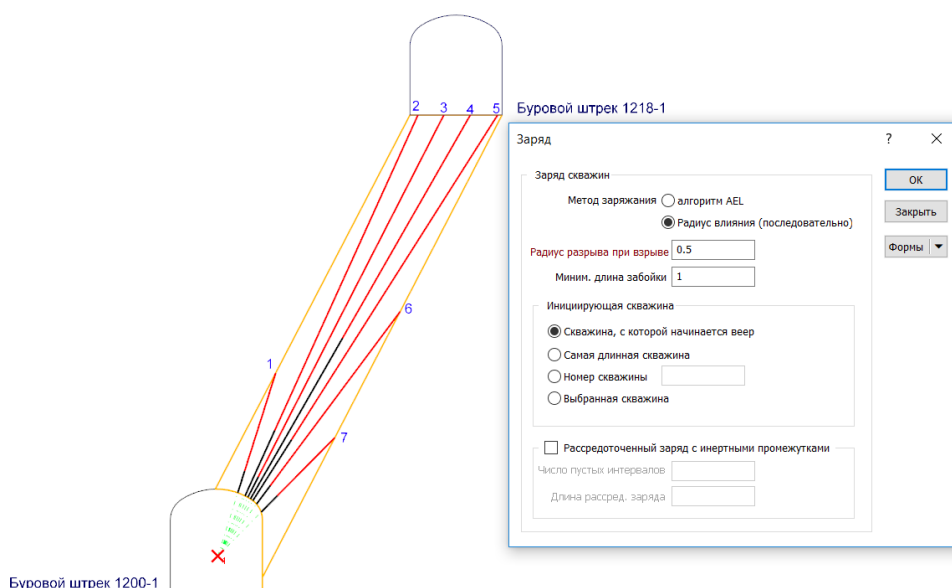 2 3 4 5
Буровой штрек 1218-1
6
1
7
Буровой штрек 1200-1
Заряд
?
Заряд скважин
Метод заряжания
алгоритм AEL
Радиус влияния (последовательно)
Радиус разрыва при взрыве 0.5
Миним. длина забойки 1
Инициирующая скважина
Скважина, с которой начинается веер
Самая длинная скважина
Номер скважины
Выбранная скважина
Рассредоточенный заряд с инертными промежутками
Число пустых интервалов
Длина рассред. заряда
ОК
Закрыть
Формы